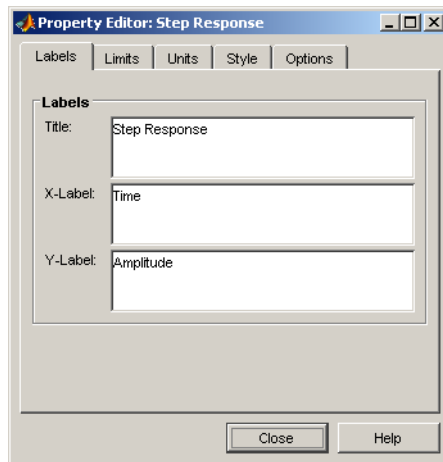 Property Editor: Step Response
Labels Limits Units Style Options
Labels
Title: Step Response
X-Label: Time
Y-Label: Amplitude
Close Help